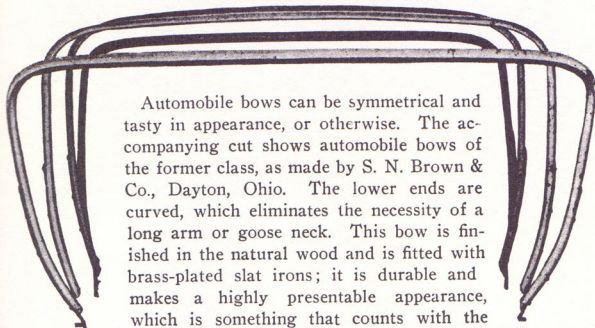 Automobile bows can be symmetrical and
tasty in appearance, or otherwise. The ac-
companying cut shows automobile bows of
the former class, as made by S. N. Brown &
Co., Dayton, Ohio. The lower ends are
curved, which eliminates the necessity of a
long arm or goose neck. This bow is fin-
ished in the natural wood and is fitted with
brass-plated slat irons; it is durable and
makes a highly presentable appearance,
which is something that counts with the